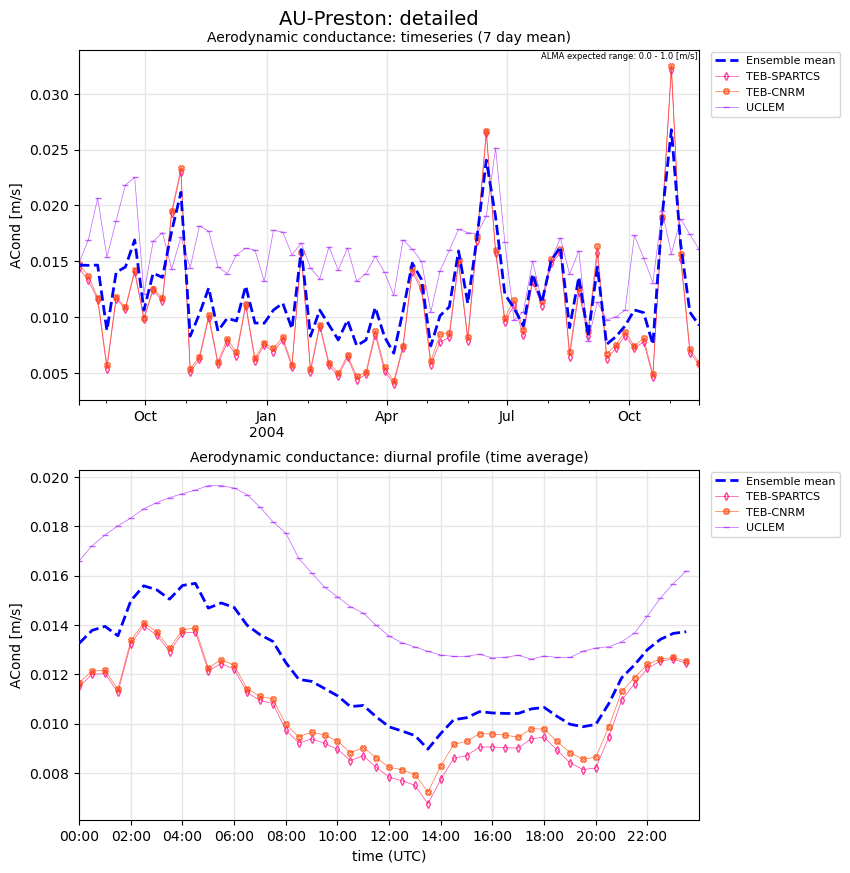 AU-Preston: detailed
Aerodynamic conductance: timeseries (7 day mean)
ALMA expected range: 0.0 - 1.0 [m/s]
Ensemble mean
TEB-SPARTCS
TEB-CNRM
UCLEM
ACond [m/s]
0.030
0.025
0.020
0.015
0.010
0.005
Oct
Jan
2004
Apr
Jul
Oct
Aerodynamic conductance: diurnal profile (time average)
Ensemble mean
TEB-SPARTCS
TEB-CNRM
UCLEM
ACond [m/s]
0.020
0.018
0.016
0.014
0.012
0.010
0.008
00:00 02:00 04:00 06:00 08:00 10:00 12:00 14:00 16:00 18:00 20:00 22:00
time (UTC)